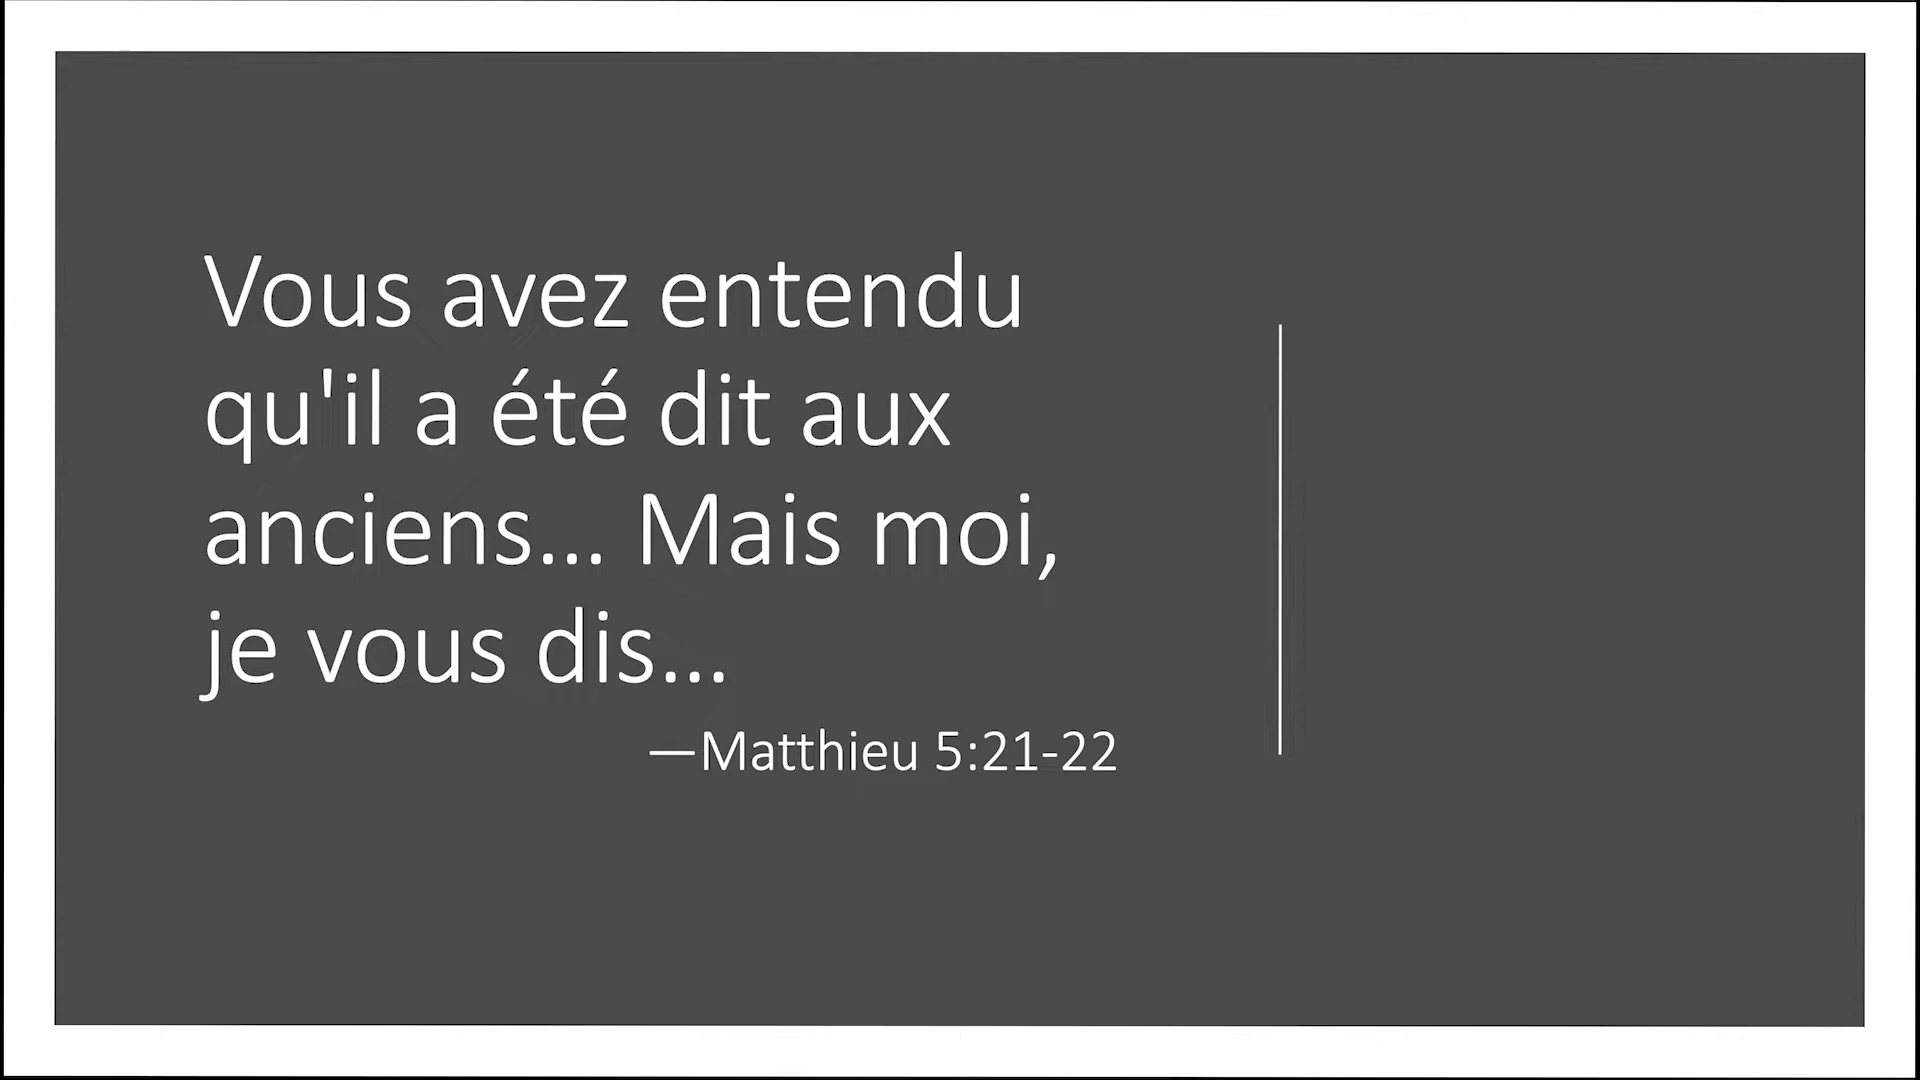 Vous avez entendu
qu'il a été dit aux
anciens... Mais moi,
je vous dis...
—Matthieu 5:21-22